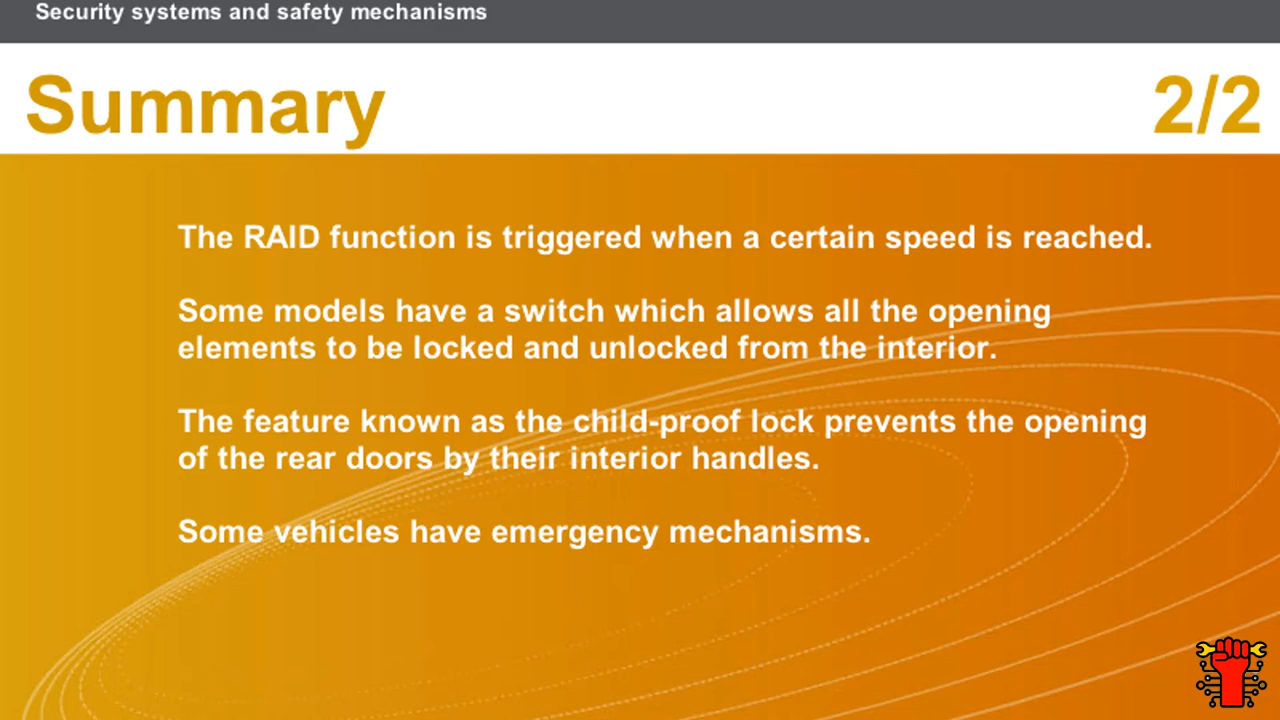 Security systems and safety mechanisms
Summary
2/2
The RAID function is triggered when a certain speed is reached.
Some models have a switch which allows all the opening
elements to be locked and unlocked from the interior.
The feature known as the child-proof lock prevents the opening
of the rear doors by their interior handles.
Some vehicles have emergency mechanisms.